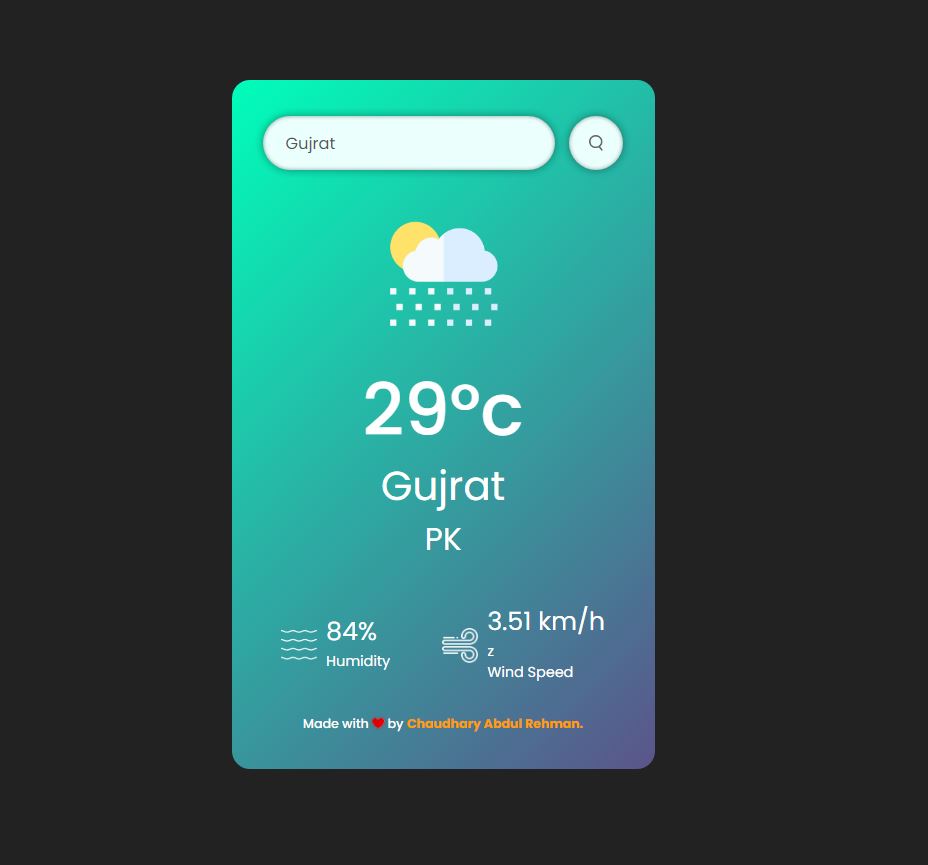 Gujrat
29°c
Gujrat
PK
84%
Humidity
3.51 km/h
z
Wind Speed
Made with ❤ by Chaudhary Abdul Rehman.